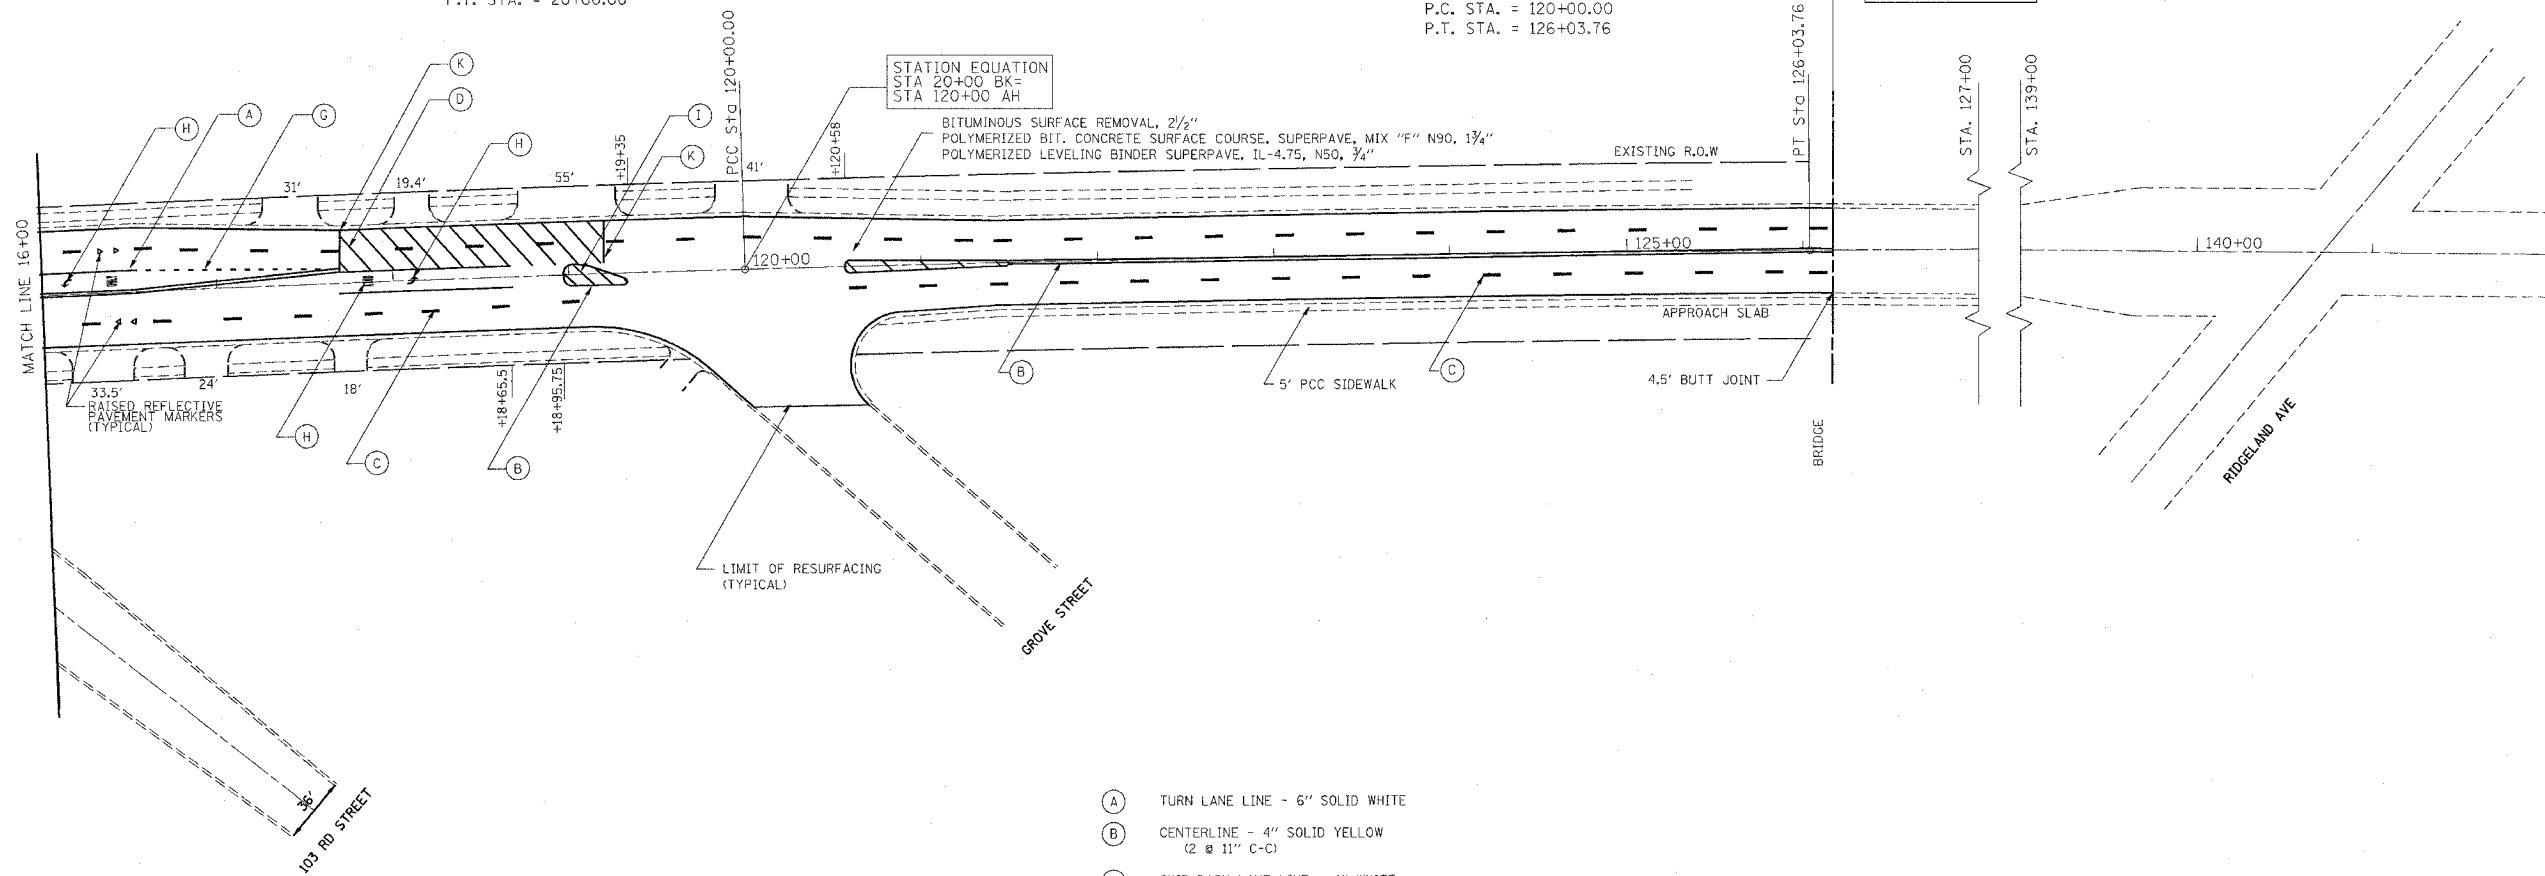 P.T. STA. = 20+00.00
P.C. STA. = 120+00.00
P.T. STA. = 126+03.76
PCC Sta 120+00.00
PT Sta 126+03.76
STATION EQUATION
STA 20+00 BK=
STA 120+00 AH
BITUMINOUS SURFACE REMOVAL, 2½"
POLYMERIZED BIT. CONCRETE SURFACE COURSE, SUPERPAVE, MIX "F" N90, 1¾"
POLYMERIZED LEVELING BINDER SUPERPAVE, IL-4.75, N50, ¾"
EXISTING R.O.W
STA. 127+00
STA. 139+00
K
D
H
A
G
I
H
K
+19+35
+120+58
31'
19.4'
55'
41'
MATCH LINE 16+00
120+00
125+00
140+00
APPROACH SLAB
33.5'
24'
18'
RAISED REFLECTIVE
PAVEMENT MARKERS
(TYPICAL)
+18+65.5
+18+95.75
H
C
B
B
5' PCC SIDEWALK
C
4.5' BUTT JOINT
BRIDGE
RIDGELAND AVE
LIMIT OF RESURFACING
(TYPICAL)
GROVE STREET
36'
103 RD STREET
A TURN LANE LINE - 6" SOLID WHITE
B CENTERLINE - 4" SOLID YELLOW
(2 @ 11" C-C)